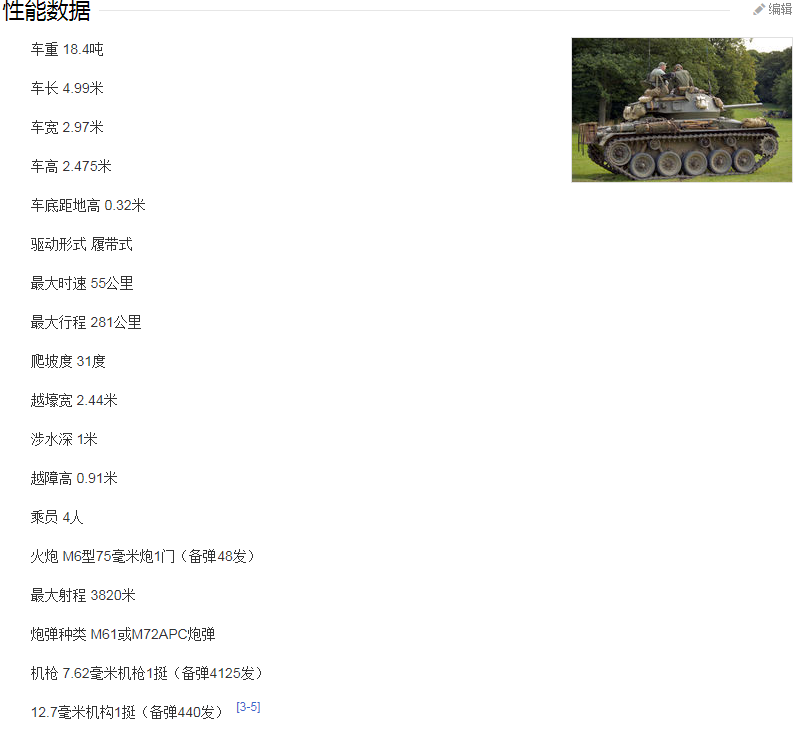 性能数据
编辑
车重 18.4吨
车长 4.99米
车宽 2.97米
车高 2.475米
车底距地高 0.32米
驱动形式 履带式
最大时速 55公里
最大行程 281公里
爬坡度 31度
越壕宽 2.44米
涉水深 1米
越障高 0.91米
乘员 4人
火炮 M6型75毫米炮1门（备弹48发）
最大射程 3820米
炮弹种类 M61或M72APC炮弹
机枪 7.62毫米机枪1挺（备弹4125发）
12.7毫米机构1挺（备弹440发） [3-5]